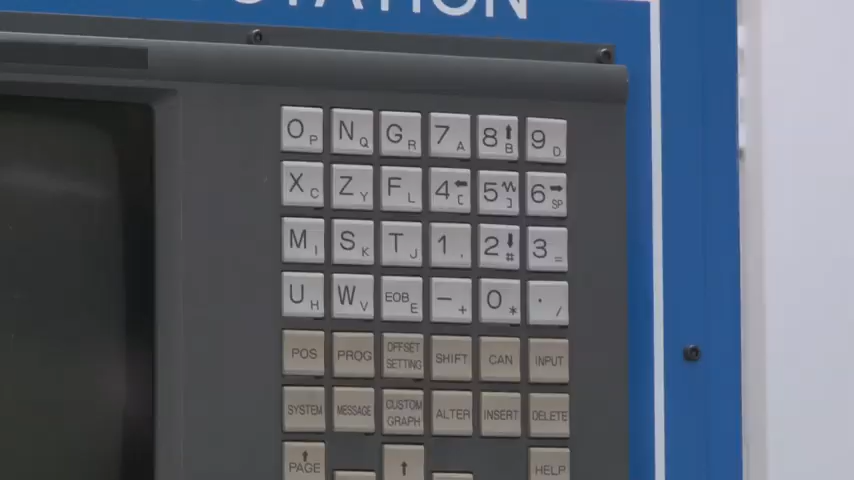 STATION
O P N Q G R 7 A 8 ↑ B 9 D
X C Z Y F L 4 ← [ 5 ] 6 → SP
M I S K T J 1 , 2 ↓ # 3 =
U H W V EOB E - + 0 * . /
POS PROG OFFSET SETTING SHIFT CAN INPUT
SYSTEM MESSAGE CUSTOM GRAPH ALTER INSERT DELETE
↑ PAGE ↑ HELP